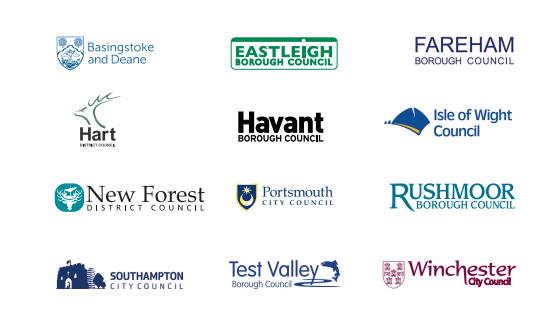 Basingstoke
and Deane
EASTLEIGH
BOROUGH COUNCIL
FAREHAM
BOROUGH COUNCIL
Hart
DISTRICT COUNCIL
Havant
BOROUGH COUNCIL
Isle of Wight
Council
New Forest
DISTRICT COUNCIL
Portsmouth
CITY COUNCIL
RUSHMOOR
BOROUGH COUNCIL
SOUTHAMPTON
CITY COUNCIL
Test Valley
Borough Council
Winchester
City Council